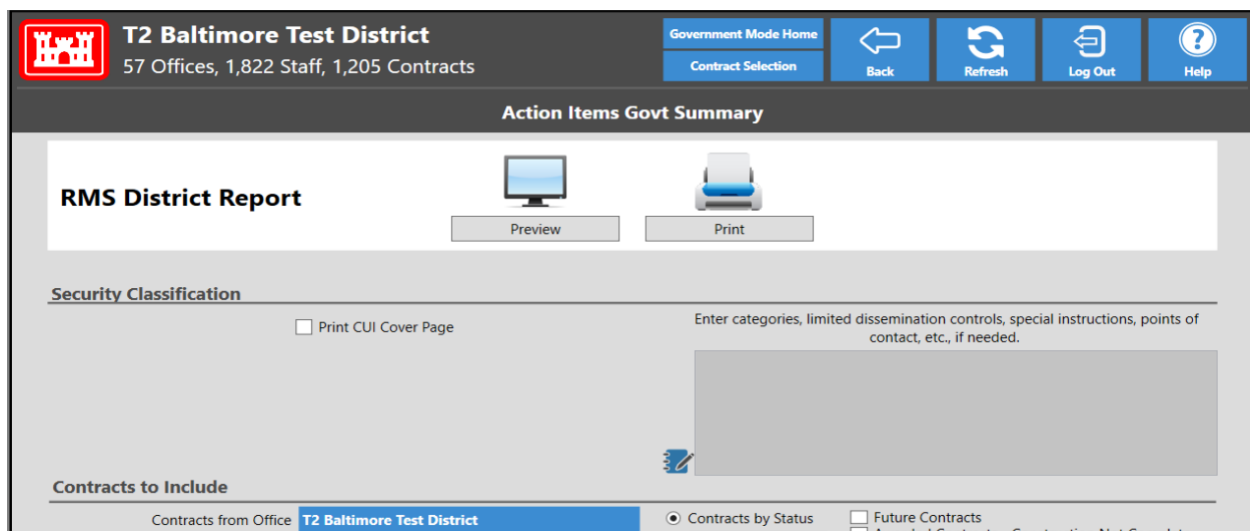 T2 Baltimore Test District
57 Offices, 1,822 Staff, 1,205 Contracts
Government Mode Home
Contract Selection
Back
Refresh
Log Out
Help
Action Items Govt Summary
RMS District Report
Preview
Print
Security Classification
Print CUI Cover Page
Enter categories, limited dissemination controls, special instructions, points of
contact, etc., if needed.
Contracts to Include
Contracts from Office T2 Baltimore Test District
Contracts by Status
Future Contracts